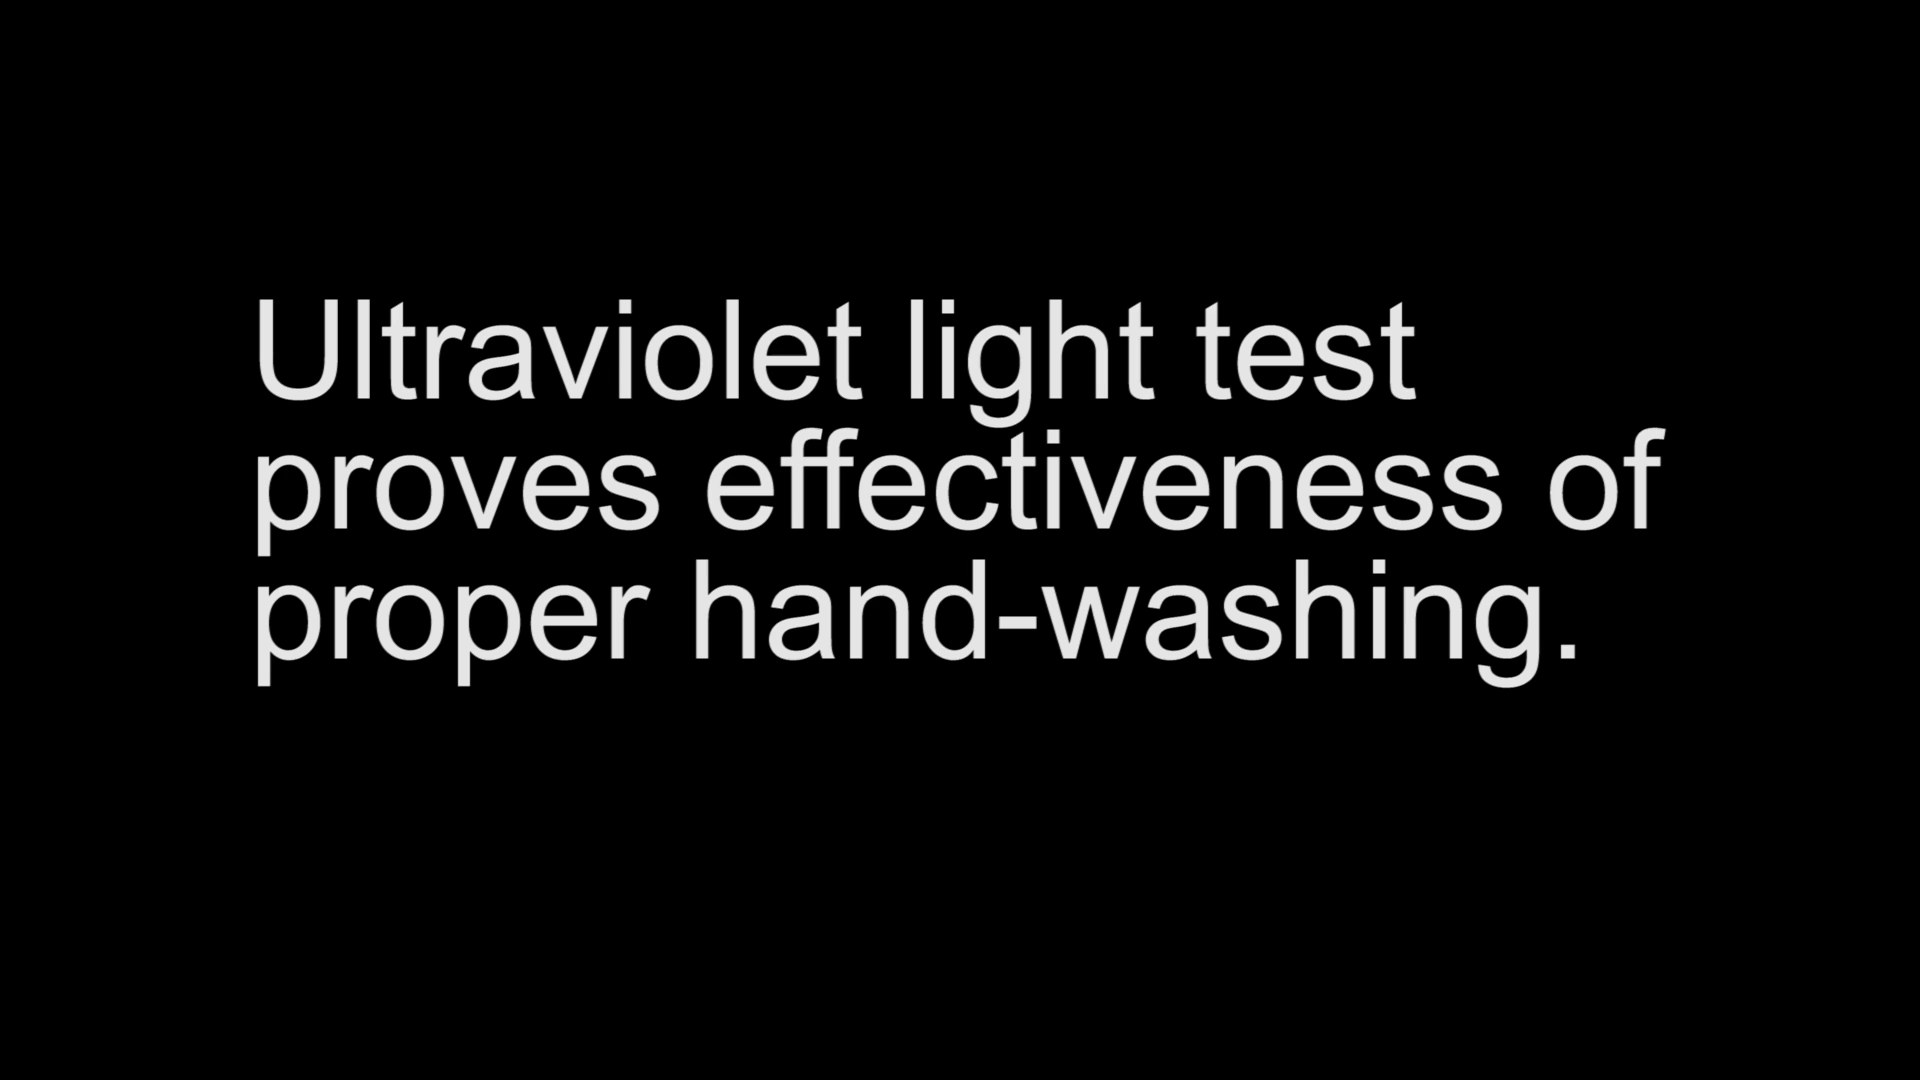 Ultraviolet light test
proves effectiveness of
proper hand-washing.